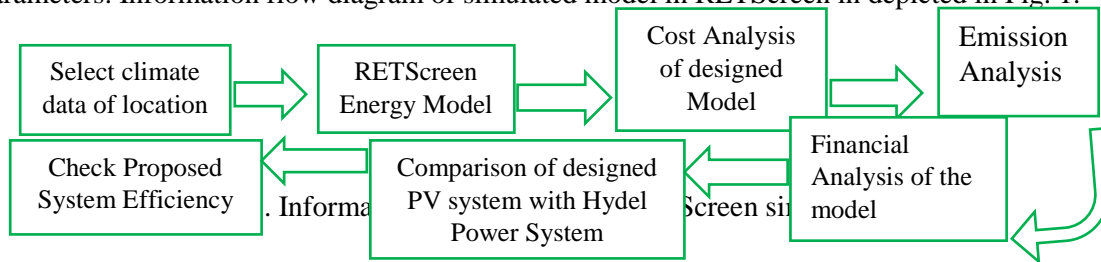 arameters. Information flow diagram of simulated model in RETScreen in depicted in Fig. 1.
Select climate
data of location
RETScreen
Energy Model
Cost Analysis
of designed
Model
Emission
Analysis
Financial
Analysis of the
model
Comparison of designed
PV system with Hydel
Power System
Check Proposed
System Efficiency
. Informa Screen si